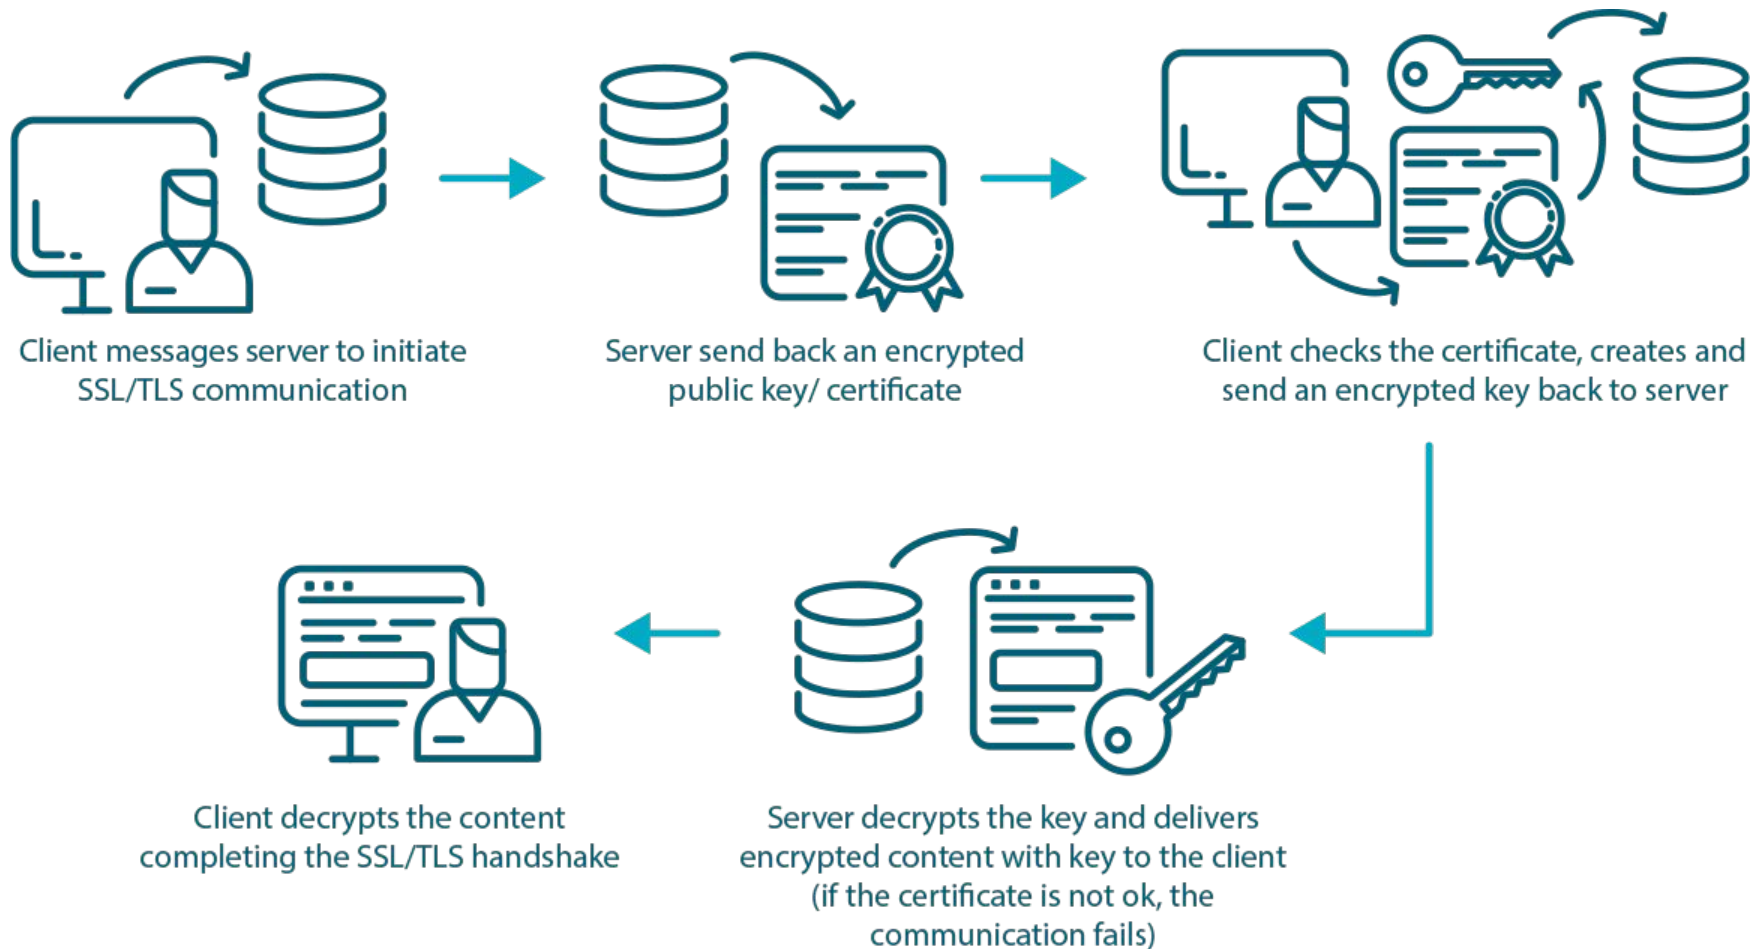 Client messages server to initiate
SSL/TLS communication
Server send back an encrypted
public key/ certificate
Client checks the certificate, creates and
send an encrypted key back to server
Client decrypts the content
completing the SSL/TLS handshake
Server decrypts the key and delivers
encrypted content with key to the client
(if the certificate is not ok, the
communication fails)